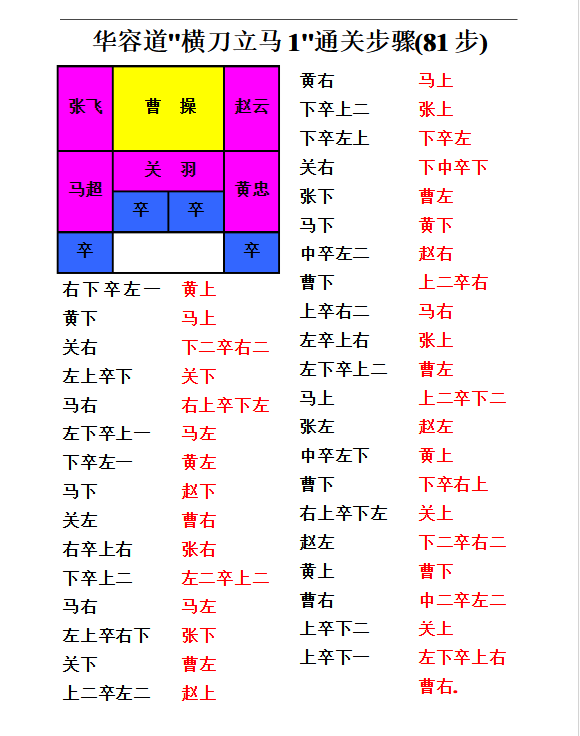 华容道"横刀立马1"通关步骤(81步)
张飞 曹 操 赵云
马超 关 羽 黄忠
卒 卒
卒 卒
右下卒左一 黄上
黄下 马上
关右 下二卒右二
左上卒下 关下
马右 右上卒下左
左下卒上一 马左
下卒左一 黄左
马下 赵下
关左 曹右
右卒上右 张右
下卒上二 左二卒上二
马右 马左
左上卒右下 张下
关下 曹左
上二卒左二 赵上
黄右 马上
下卒上二 张上
下卒左上 下卒左
关右 下中卒下
张下 曹左
马下 黄下
中卒左二 赵右
曹下 上二卒右
上卒右二 马右
左卒上右 张上
左下卒上二 曹左
马上 上二卒下二
张左 赵左
中卒左下 黄上
曹下 下卒右上
右上卒下左 关上
赵左 下二卒右二
黄上 曹下
曹右 中二卒左二
上卒下二 关上
上卒下一 左下卒上右
曹右.